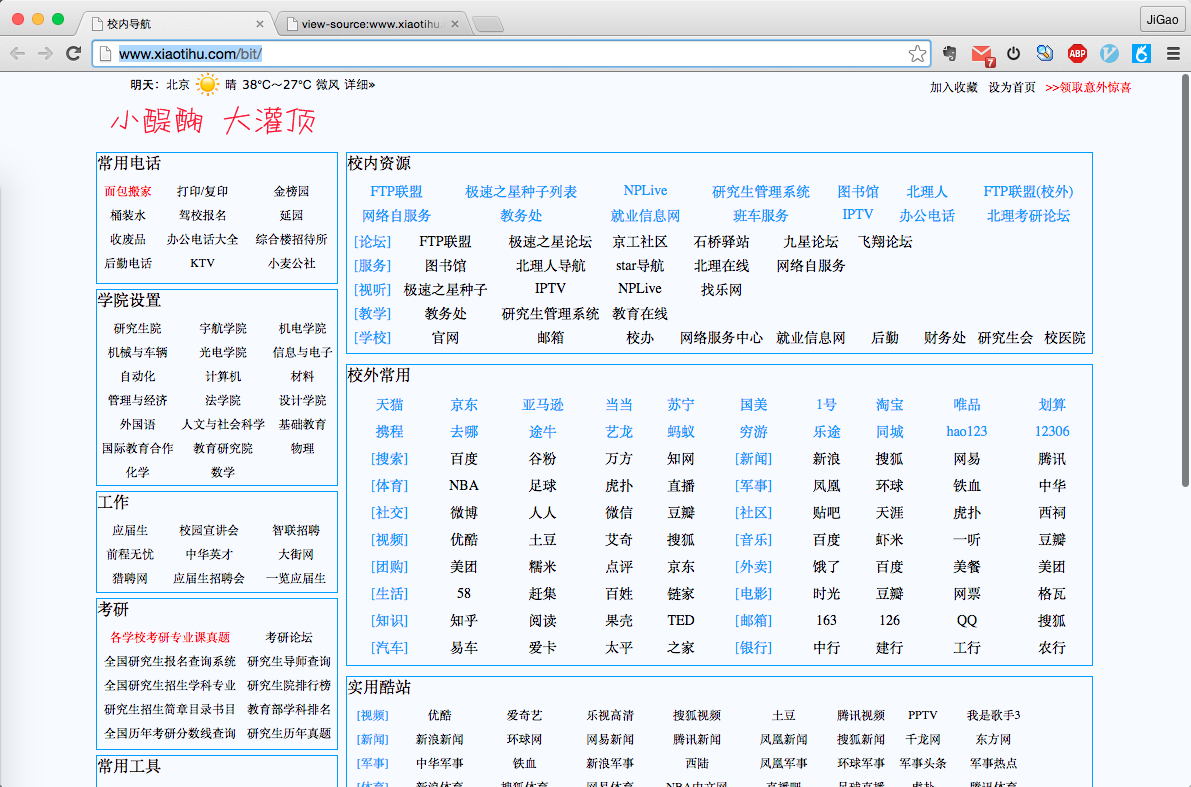 校内导航
view-source:www.xiaotihu.
JiGao
www.xiaotihu.com/bit/
7
ABP
明天: 北京 晴 38℃～27℃ 微风 详细»
加入收藏 设为首页 >>领取意外惊喜
小醍醐 大灌顶
常用电话
面包搬家 打印/复印 金榜园
桶装水 驾校报名 延园
收废品 办公电话大全 综合楼招待所
后勤电话 KTV 小麦公社
学院设置
研究生院 宇航学院 机电学院
机械与车辆 光电学院 信息与电子
自动化 计算机 材料
管理与经济 法学院 设计学院
外国语 人文与社会科学 基础教育
国际教育合作 教育研究院 物理
化学 数学
工作
应届生 校园宣讲会 智联招聘
前程无忧 中华英才 大街网
猎聘网 应届生招聘会 一览应届生
考研
各学校考研专业课真题 考研论坛
全国研究生报名查询系统 研究生导师查询
全国研究生招生学科专业 研究生院排行榜
研究生招生简章目录书目 教育部学科排名
全国历年考研分数线查询 研究生历年真题
常用工具
校内资源
FTP联盟 极速之星种子列表 NPLive 研究生管理系统 图书馆 北理人 FTP联盟(校外)
网络自服务 教务处 就业信息网 班车服务 IPTV 办公电话 北理考研论坛
[论坛] FTP联盟 极速之星论坛 京工社区 石桥驿站 九星论坛 飞翔论坛
[服务] 图书馆 北理人导航 star导航 北理在线 网络自服务
[视听] 极速之星种子 IPTV NPLive 找乐网
[教学] 教务处 研究生管理系统 教育在线
[学校] 官网 邮箱 校办 网络服务中心 就业信息网 后勤 财务处 研究生会 校医院
校外常用
天猫 京东 亚马逊 当当 苏宁 国美 1号 淘宝 唯品 划算
携程 去哪 途牛 艺龙 蚂蚁 穷游 乐途 同城 hao123 12306
[搜索] 百度 谷粉 万方 知网 [新闻] 新浪 搜狐 网易 腾讯
[体育] NBA 足球 虎扑 直播 [军事] 凤凰 环球 铁血 中华
[社交] 微博 人人 微信 豆瓣 [社区] 贴吧 天涯 虎扑 西祠
[视频] 优酷 土豆 艾奇 搜狐 [音乐] 百度 虾米 一听 豆瓣
[团购] 美团 糯米 点评 京东 [外卖] 饿了 百度 美餐 美团
[生活] 58 赶集 百姓 链家 [电影] 时光 豆瓣 网票 格瓦
[知识] 知乎 阅读 果壳 TED [邮箱] 163 126 QQ 搜狐
[汽车] 易车 爱卡 太平 之家 [银行] 中行 建行 工行 农行
实用酷站
[视频] 优酷 爱奇艺 乐视高清 搜狐视频 土豆 腾讯视频 PPTV 我是歌手3
[新闻] 新浪新闻 环球网 网易新闻 腾讯新闻 凤凰新闻 搜狐新闻 千龙网 东方网
[军事] 中华军事 铁血 新浪军事 西陆 凤凰军事 环球军事 军事头条 军事热点
[体育] 新浪体育 搜狐体育 网易体育 NBA中文网 直播吧 足球直播 虎扑 腾讯体育